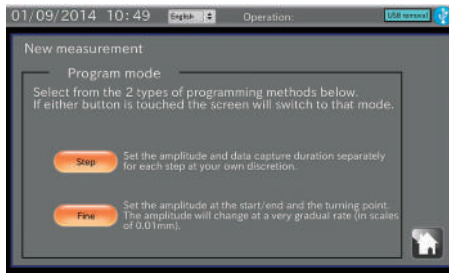 01/09/2014 10:49 English Operation: USB removal
New measurement
Program mode
Select from the 2 types of programming methods below.
If either button is touched the screen will switch to that mode.
Step
Set the amplitude and data capture duration separately
for each step at your own discretion.
Fine
Set the amplitude at the start/end and the turning point.
The amplitude will change at a very gradual rate (in scales
of 0.01mm).